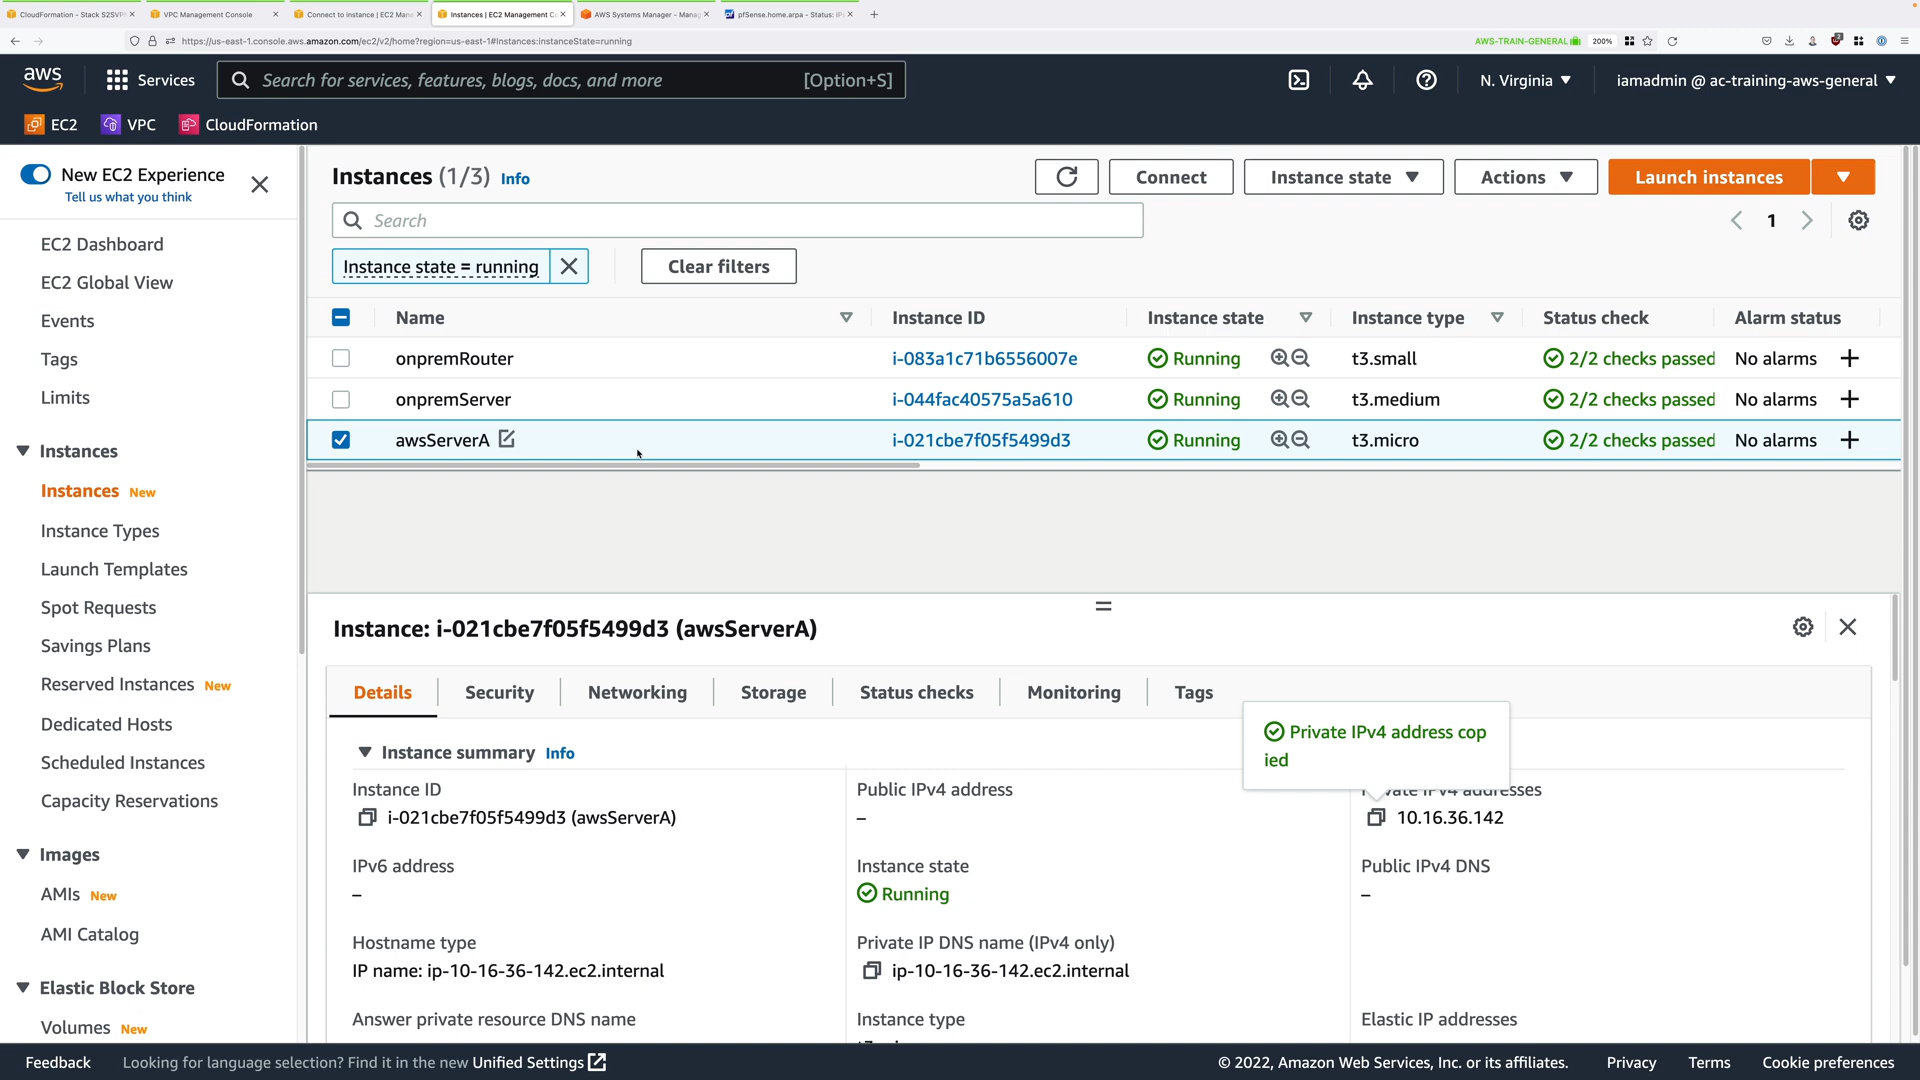 CloudFormation - Stack S2SVPN
VPC Management Console
Connect to instance | EC2 Mana
Instances | EC2 Management Co
AWS Systems Manager - Manag
pfSense.home.arpa - Status: IPs
https://us-east-1.console.aws.amazon.com/ec2/v2/home?region=us-east-1#Instances:instanceState=running
AWS-TRAIN-GENERAL
200%
aws
Services
Search for services, features, blogs, docs, and more
[Option+S]
N. Virginia
iamadmin @ ac-training-aws-general
EC2
VPC
CloudFormation
New EC2 Experience
Tell us what you think
EC2 Dashboard
EC2 Global View
Events
Tags
Limits
Instances
Instances New
Instance Types
Launch Templates
Spot Requests
Savings Plans
Reserved Instances New
Dedicated Hosts
Scheduled Instances
Capacity Reservations
Images
AMIs New
AMI Catalog
Elastic Block Store
Volumes New
Instances (1/3) Info
Connect
Instance state
Actions
Launch instances
Search
1
Instance state = running
Clear filters
Name Instance ID Instance state Instance type Status check Alarm status
onpremRouter i-083a1c71b6556007e Running t3.small 2/2 checks passed No alarms
onpremServer i-044fac40575a5a610 Running t3.medium 2/2 checks passed No alarms
awsServerA i-021cbe7f05f5499d3 Running t3.micro 2/2 checks passed No alarms
Instance: i-021cbe7f05f5499d3 (awsServerA)
Details Security Networking Storage Status checks Monitoring Tags
Private IPv4 address cop
ied
Instance summary Info
Instance ID
i-021cbe7f05f5499d3 (awsServerA)
Public IPv4 address
–
Private IPv4 addresses
10.16.36.142
IPv6 address
–
Instance state
Running
Public IPv4 DNS
–
Hostname type
IP name: ip-10-16-36-142.ec2.internal
Private IP DNS name (IPv4 only)
ip-10-16-36-142.ec2.internal
Answer private resource DNS name
Instance type
Elastic IP addresses
Feedback
Looking for language selection? Find it in the new Unified Settings
© 2022, Amazon Web Services, Inc. or its affiliates.
Privacy
Terms
Cookie preferences